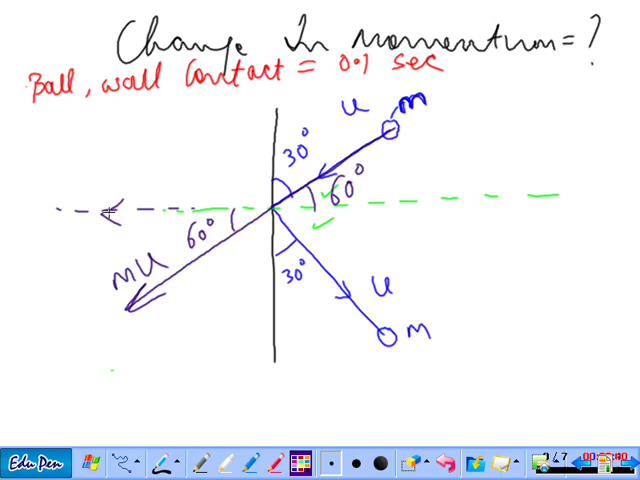 Change In momentum = ?
Ball, wall Contact = 0.1 sec
u
m
30°
60°
60°
MU
30°
u
m
Edu Pen